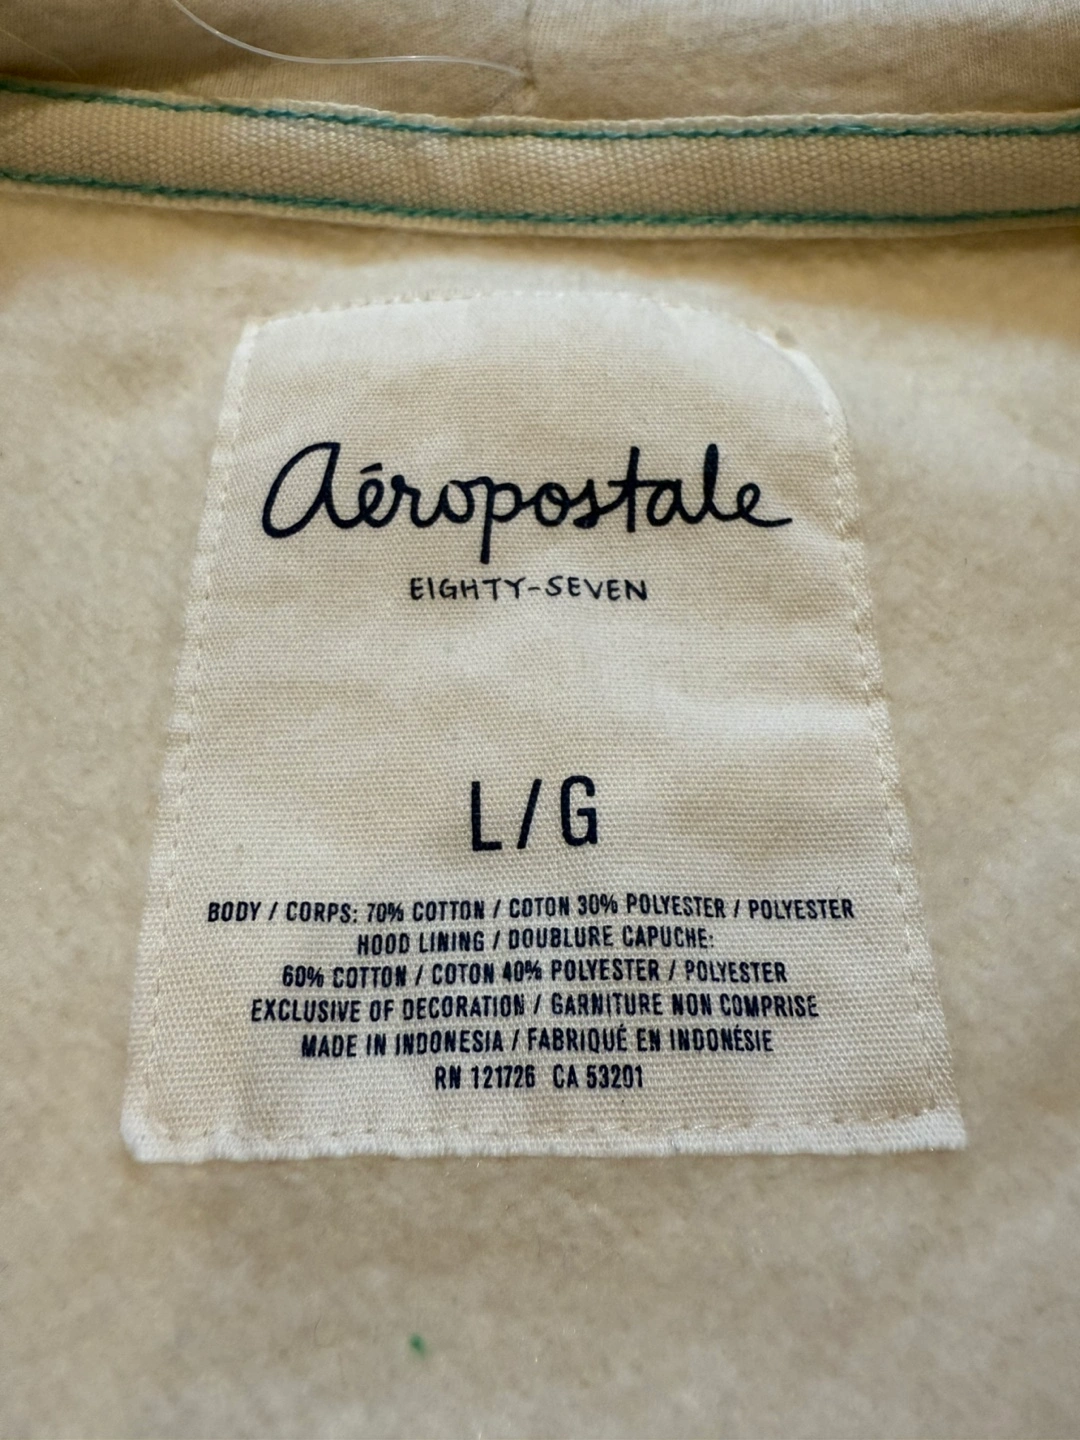 Aéropostale
EIGHTY-SEVEN
L/G
BODY / CORPS: 70% COTTON / COTON 30% POLYESTER / POLYESTER
HOOD LINING / DOUBLURE CAPUCHE:
60% COTTON / COTON 40% POLYESTER / POLYESTER
EXCLUSIVE OF DECORATION / GARNITURE NON COMPRISE
MADE IN INDONESIA / FABRIQUÉ EN INDONÉSIE
RN 121726 CA 53201